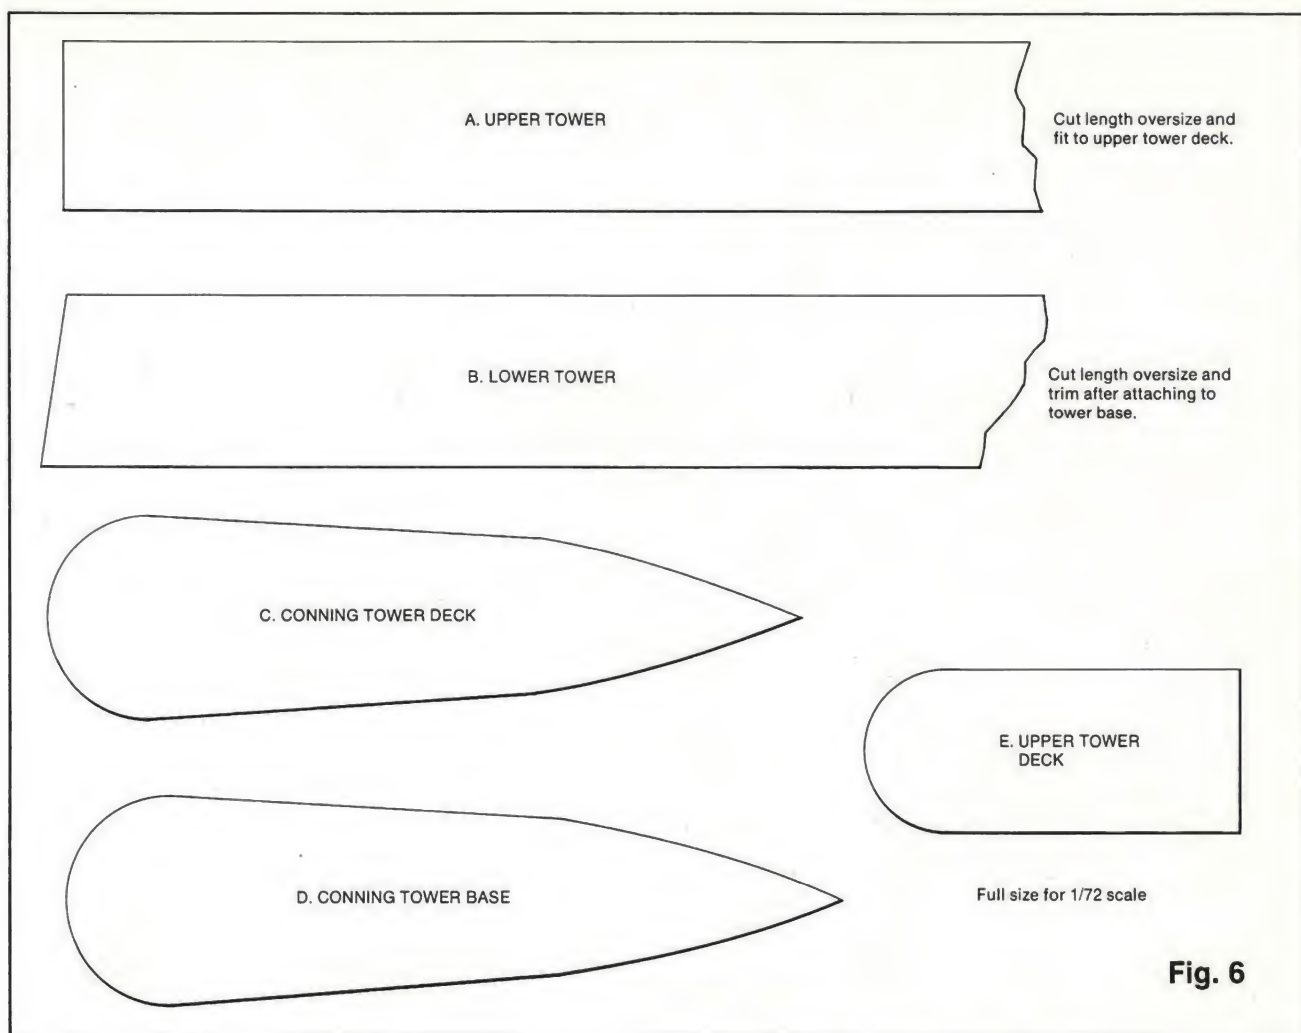 A. UPPER TOWER
Cut length oversize and
fit to upper tower deck.
B. LOWER TOWER
Cut length oversize and
trim after attaching to
tower base.
C. CONNING TOWER DECK
E. UPPER TOWER
DECK
D. CONNING TOWER BASE
Full size for 1/72 scale
Fig. 6